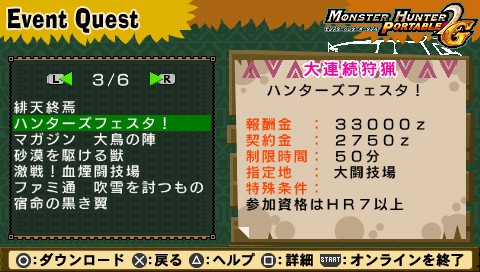 Event Quest
MONSTER HUNTER
PORTABLE 2nd G
L 3/6 R
緋天終焉
ハンターズフェスタ！
マガジン　大鳥の陣
砂漠を駆ける獣
激戦！血煙闘技場
ファミ通　吹雪を討つもの
宿命の黒き翼
大連続狩猟
ハンターズフェスタ！
報酬金　：　33000z
契約金　：　2750z
制限時間：　50分
指定地　：　大闘技場
特殊条件：
参加資格はHR7以上
○:ダウンロード ×:戻る △:ヘルプ □:詳細 START:オンラインを終了